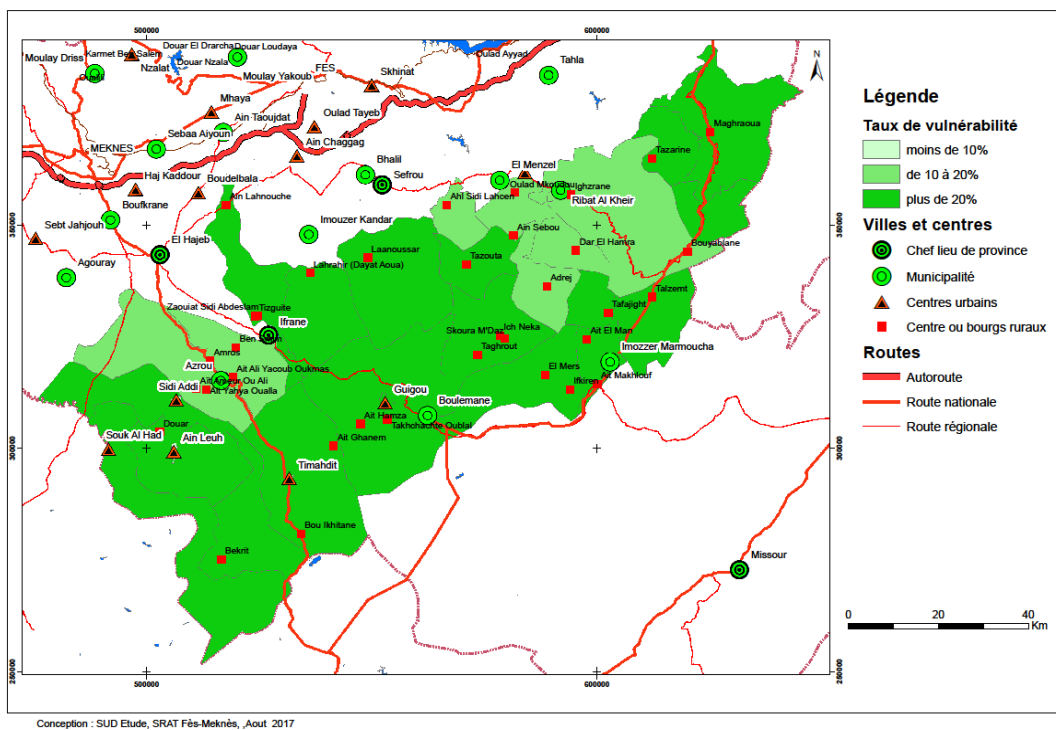 500000
600000
Karmet Ben Salem
Douar El Drarcha
Douar Loudaya
Oulad Ayyad
Moulay Driss
Nzalat
Douar Nzala
FES
Skhinat
Tahla
N
Moulay Yakoub
Mhaya
Oulad Tayeb
Maghraoua
Sebaa Aiyoun
Ain Taoujdat
MEKNES
Ain Chaggag
Tazarine
Bhalil
Sefrou
El Menzel
Haj Kaddour
Boudelbala
Oulad Mkoudou
Ighzrane
Boufkrane
Ain Lahnouche
Ahl Sidi Lahcen
Ribat Al Kheir
350000
350000
Sebt Jahjouh
Imouzer Kandar
El Hajeb
Ain Sebou
Dar El Hamra
Bouyablane
Laanoussar
Tazouta
Agouray
Lahrahir (Dayat Aoua)
Adrej
Talzemt
Zaouiat Sidi Abdeslam
Tizguite
Tafajight
Ifrane
Skoura M'Daz
Ich Neka
Ait El Man
Amros
Taghrout
Imozzer Marmoucha
Azrou
Ait Ali Yacoub Oukmas
El Mers
Ait Makhlouf
Sidi Addi
Ait Yahya Oualla
Ifkiren
Guigou
Boulemane
Ait Hamza
Takhchachte Oublal
Souk Al Had
Douar
Ain Leuh
Ait Ghanem
300000
300000
Timahdit
Bou Ikhitane
Bekrit
Missour
250000
250000
500000
600000
Légende
Taux de vulnérabilité
moins de 10%
de 10 à 20%
plus de 20%
Villes et centres
Chef lieu de province
Municipalité
Centres urbains
Centre ou bourgs ruraux
Routes
Autoroute
Route nationale
Route régionale
0 20 40
Km
Conception : SUD Etude, SRAT Fès-Meknès, ,Aout 2017